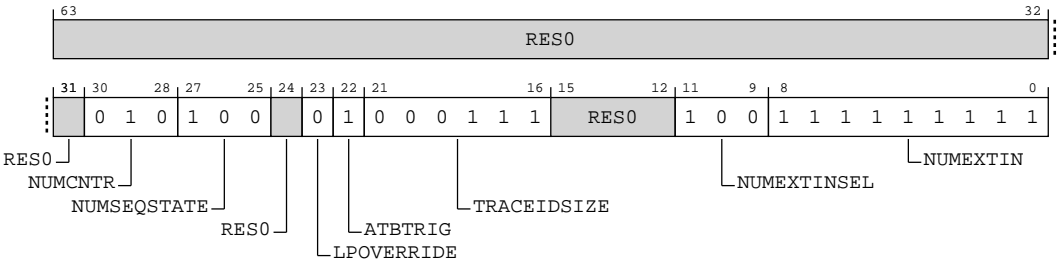 63 32
RES0
31 30 28 27 25 24 23 22 21 16 15 12 11 9 8 0
0 1 0 1 0 0 0 1 0 0 0 1 1 1 RES0 1 0 0 1 1 1 1 1 1 1 1 1
RES0 NUMEXTIN
NUMCNTR NUMEXTINSEL
NUMSEQSTATE TRACEIDSIZE
RES0 ATBTRIG
LPOVERRIDE